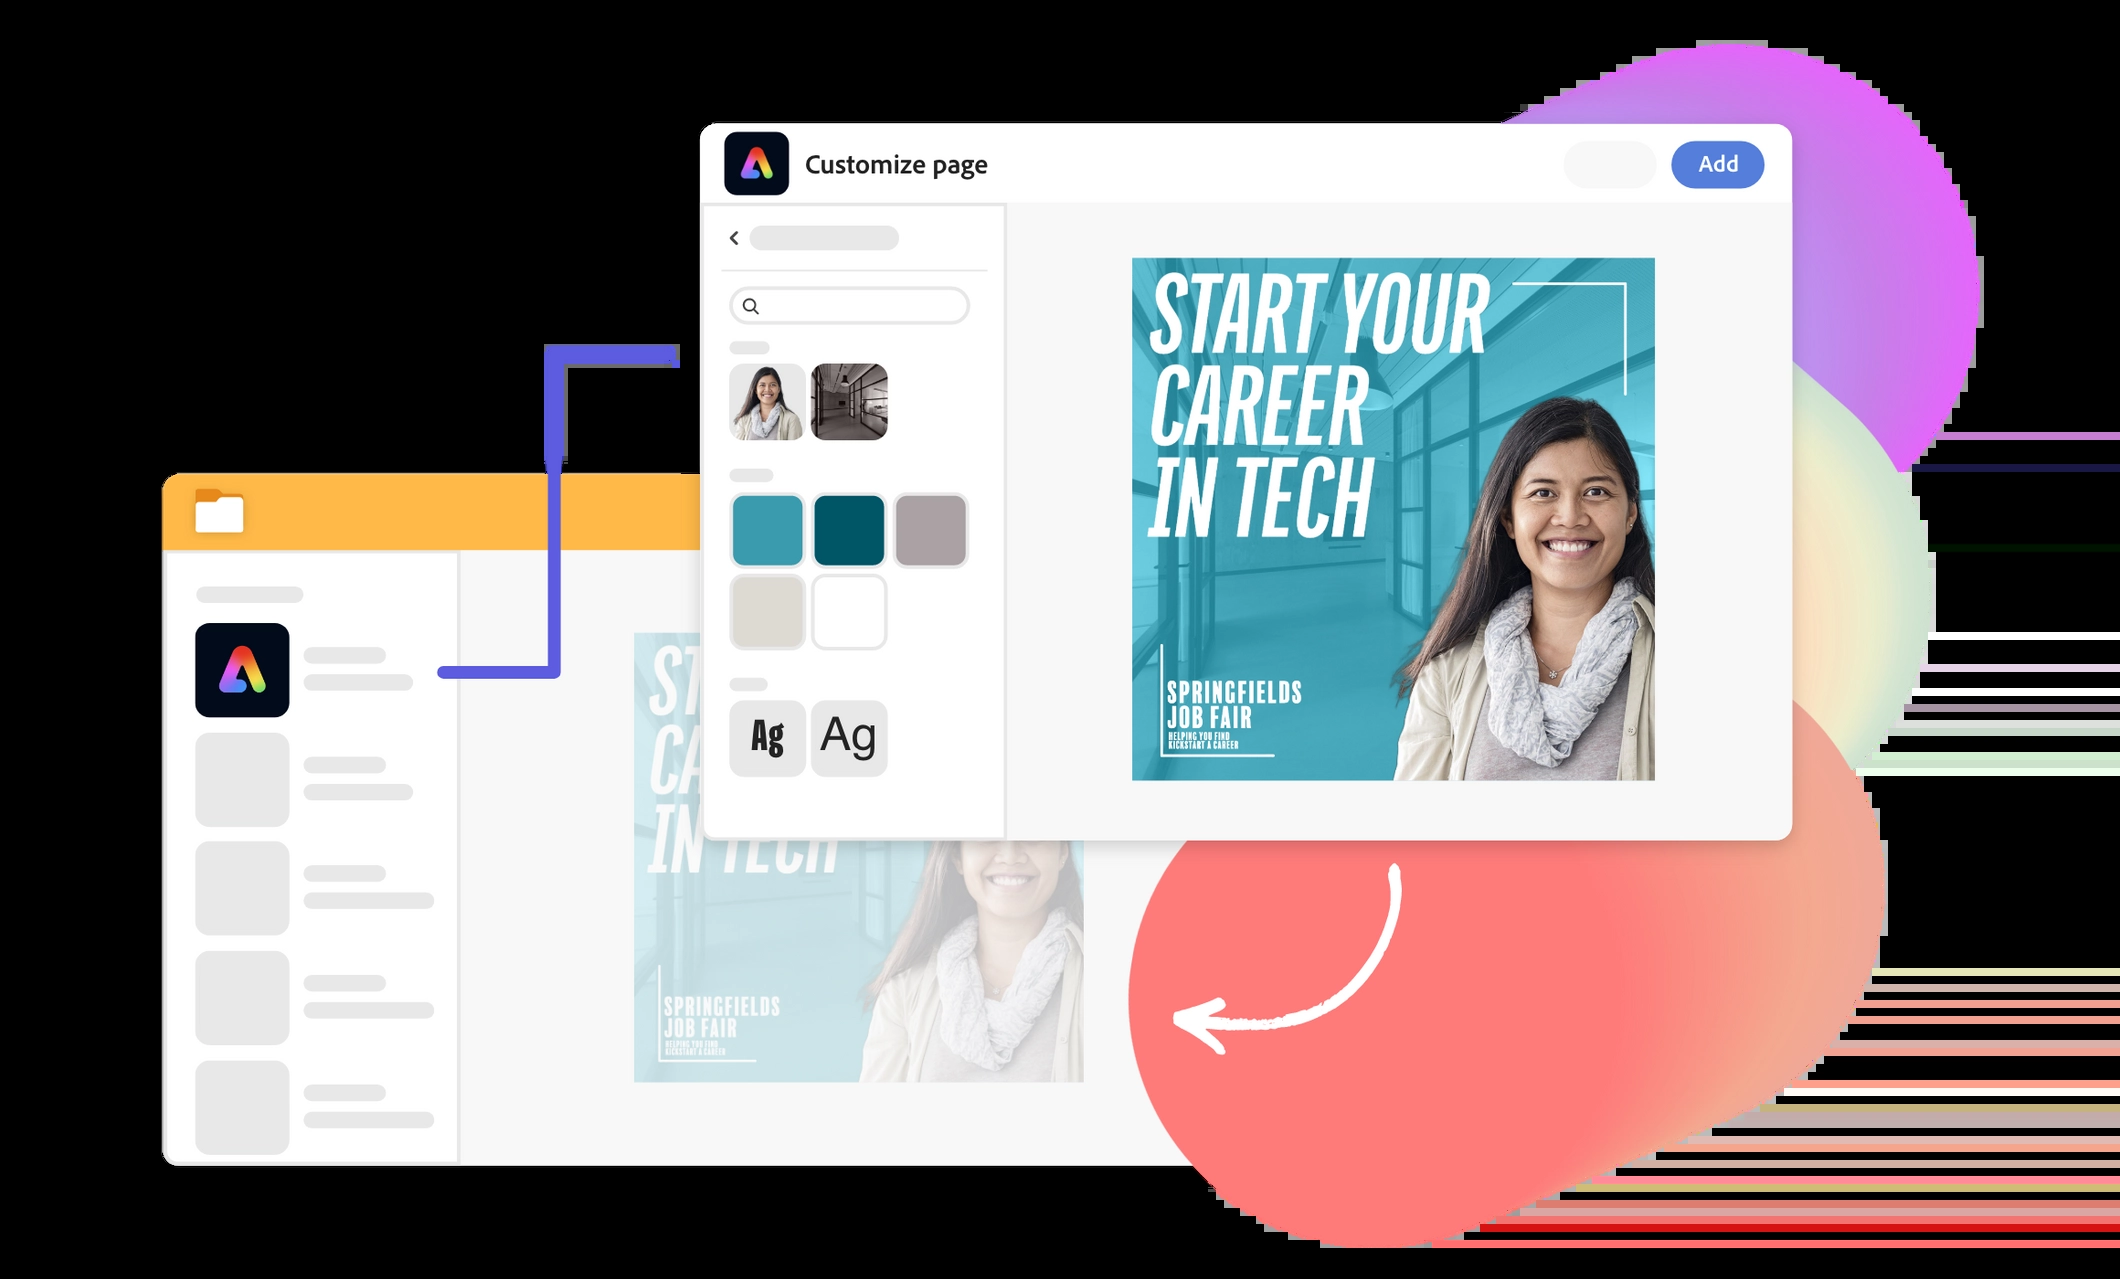 Customize page
Add
START YOUR
CAREER
IN TECH
SPRINGFIELDS
JOB FAIR
HELPING YOU FIND
KICKSTART A CAREER
Ag Ag
ST
CA
IN TECH
SPRINGFIELDS
JOB FAIR
HELPING YOU FIND
KICKSTART A CAREER